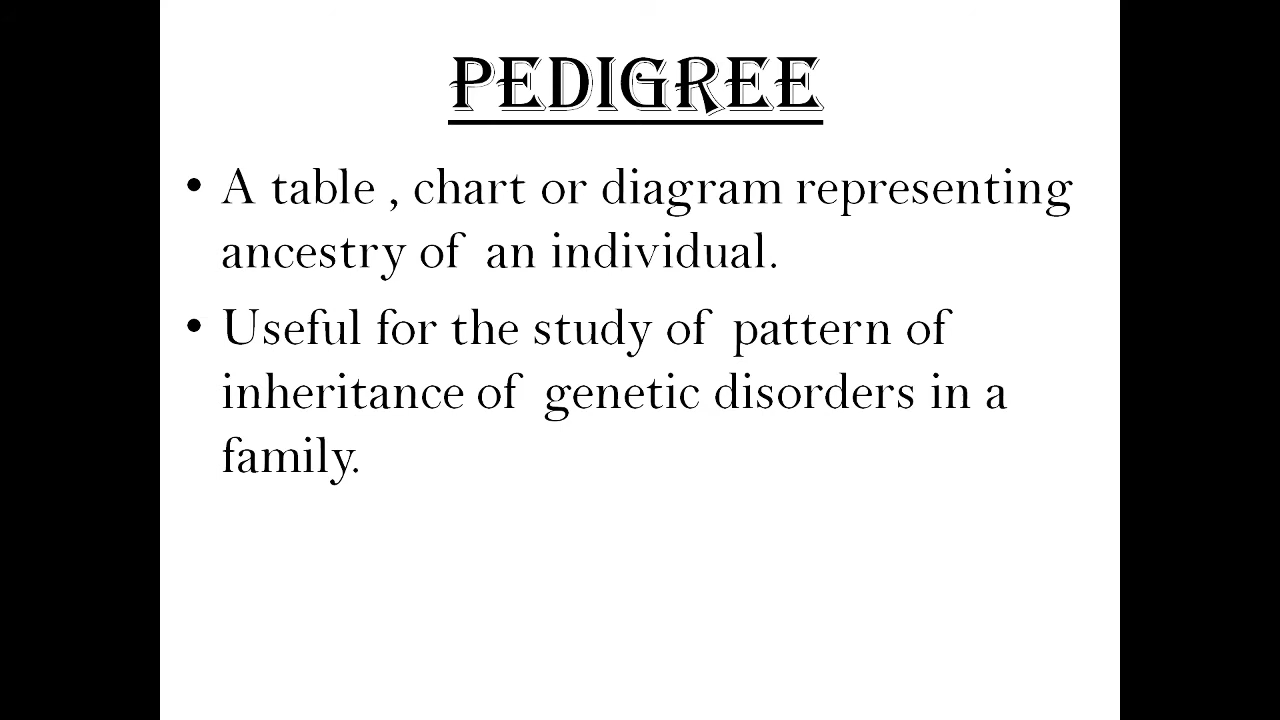 PEDIGREE
• A table , chart or diagram representing
ancestry of an individual.
• Useful for the study of pattern of
inheritance of genetic disorders in a
family.